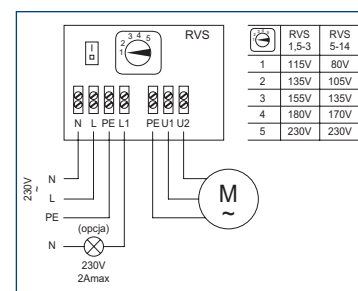 RVS
1 2 3 4 5
I
0
N L PE L1 PE U1 U2
230V
~
N
L
PE
(opcja)
N
230V
2Amax
M
~
RVS 1,5-3 RVS 5-14
1 115V 80V
2 135V 105V
3 155V 135V
4 180V 170V
5 230V 230V